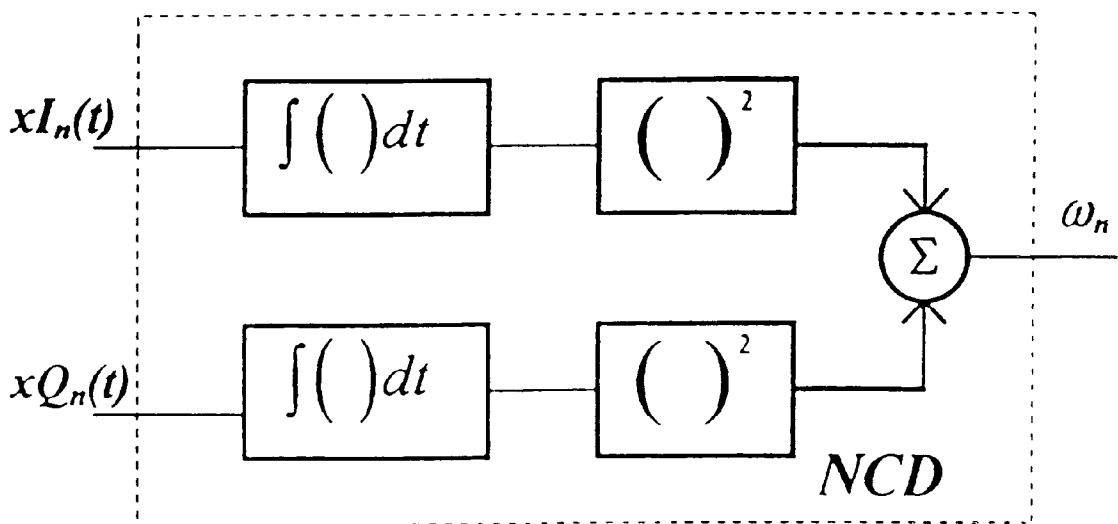 xIₙ(t)
∫( )dt
( )²
Σ
ωₙ
xQₙ(t)
∫( )dt
( )²
NCD